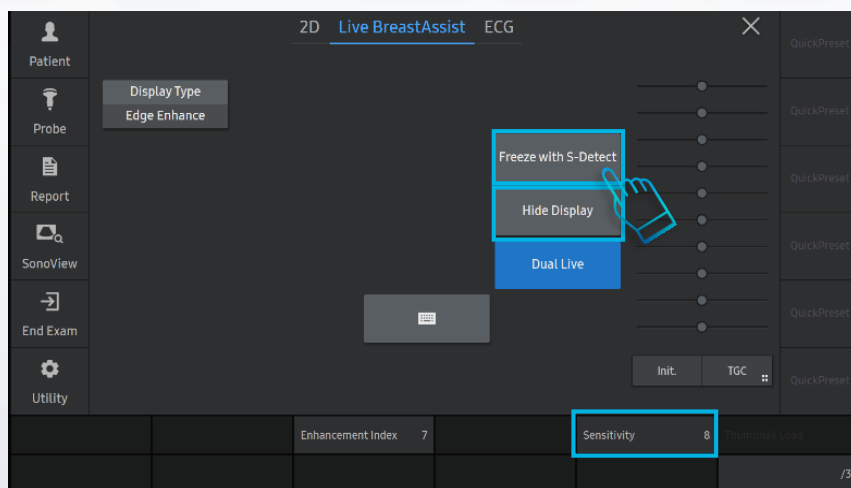 2D Live BreastAssist ECG
Patient
Probe
Report
SonoView
End Exam
Utility
Display Type
Edge Enhance
Freeze with S-Detect
Hide Display
Dual Live
Init. TGC
QuickPreset
QuickPreset
QuickPreset
QuickPreset
QuickPreset
QuickPreset
Enhancement Index 7
Sensitivity 8
Thumbnail Load
/3